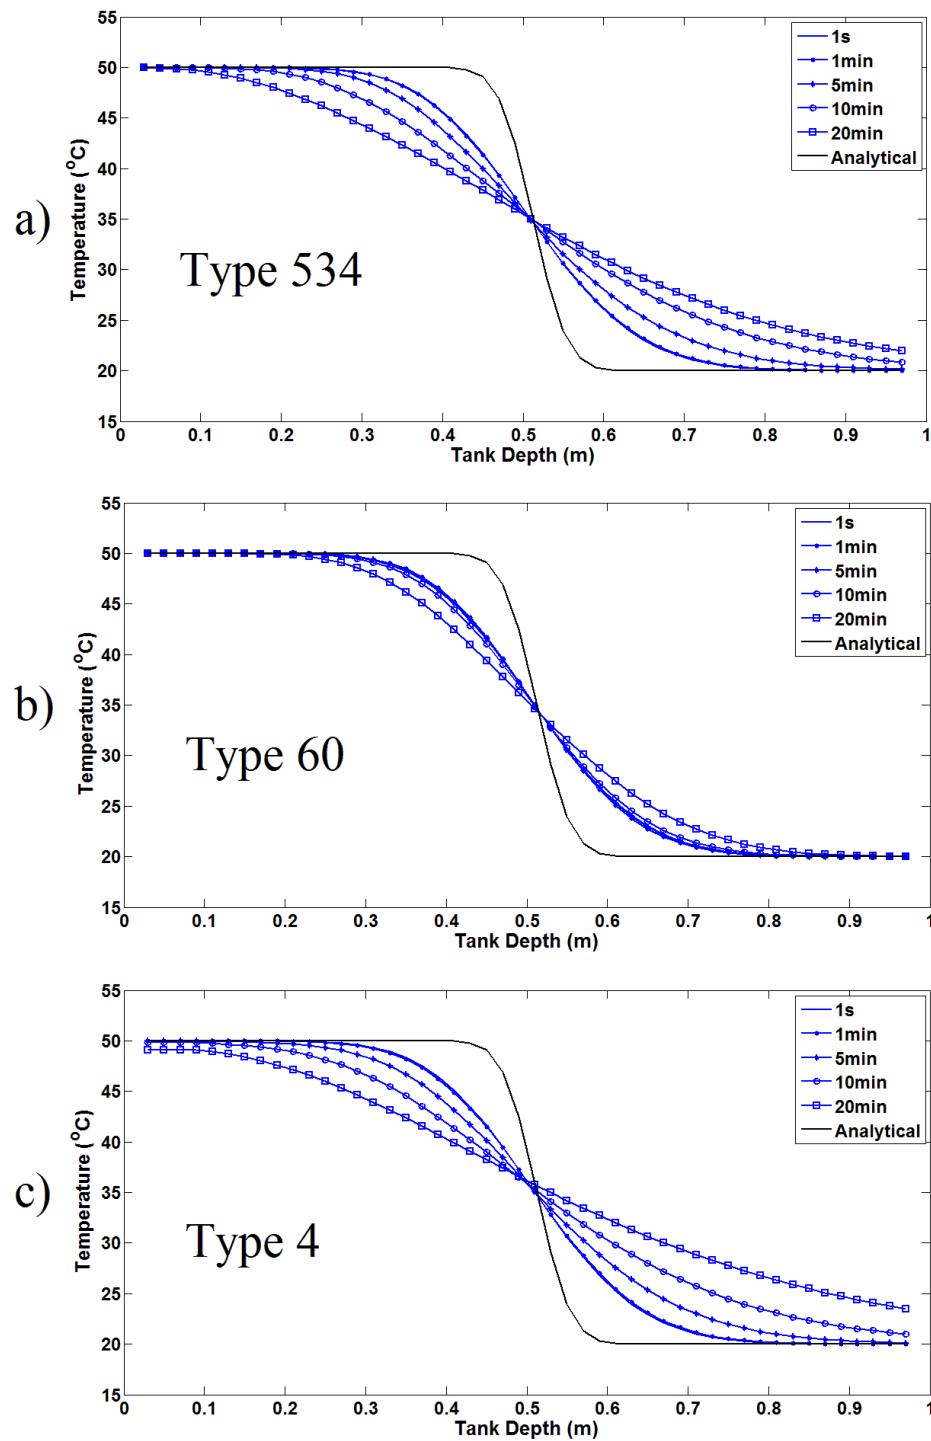 a)
Temperature (°C)
55
50
45
40
35
30
25
20
15
1s
1min
5min
10min
20min
Analytical
Type 534
0 0.1 0.2 0.3 0.4 0.5 0.6 0.7 0.8 0.9 1
Tank Depth (m)
b)
Temperature (°C)
55
50
45
40
35
30
25
20
15
1s
1min
5min
10min
20min
Analytical
Type 60
0 0.1 0.2 0.3 0.4 0.5 0.6 0.7 0.8 0.9 1
Tank Depth (m)
c)
Temperature (°C)
55
50
45
40
35
30
25
20
15
1s
1min
5min
10min
20min
Analytical
Type 4
0 0.1 0.2 0.3 0.4 0.5 0.6 0.7 0.8 0.9 1
Tank Depth (m)